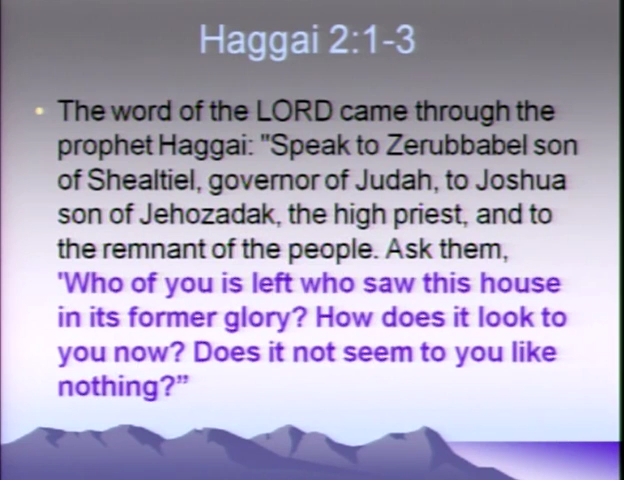 Haggai 2:1-3
• The word of the LORD came through the
prophet Haggai: "Speak to Zerubbabel son
of Shealtiel, governor of Judah, to Joshua
son of Jehozadak, the high priest, and to
the remnant of the people. Ask them,
'Who of you is left who saw this house
in its former glory? How does it look to
you now? Does it not seem to you like
nothing?”